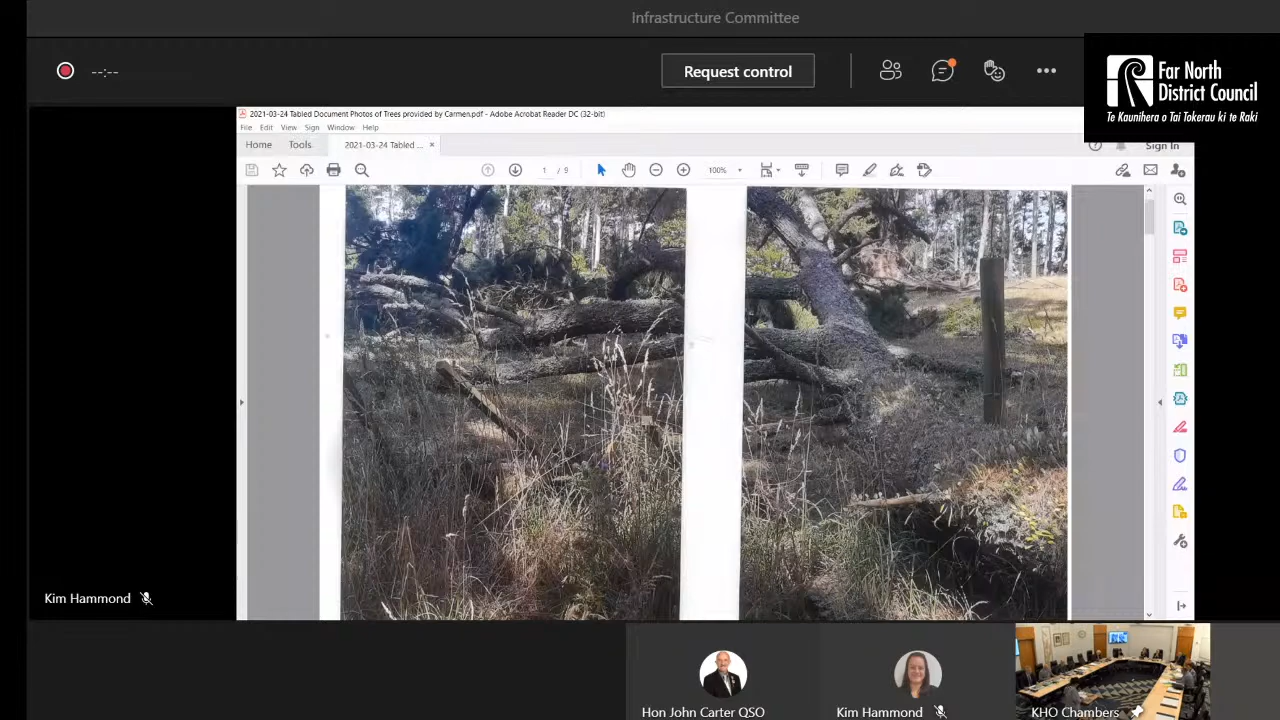 Infrastructure Committee
--:--
Request control
Far North
District Council
Te Kaunihera o Tai Tokerau ki te Raki
2021-03-24 Tabled Document Photos of Trees provided by Carmen.pdf - Adobe Acrobat Reader DC (32-bit)
File Edit View Sign Window Help
Home Tools 2021-03-24 Tabled ... ×
Sign In
1 / 9
100%
Kim Hammond
Hon John Carter QSO
Kim Hammond
KHO Chambers